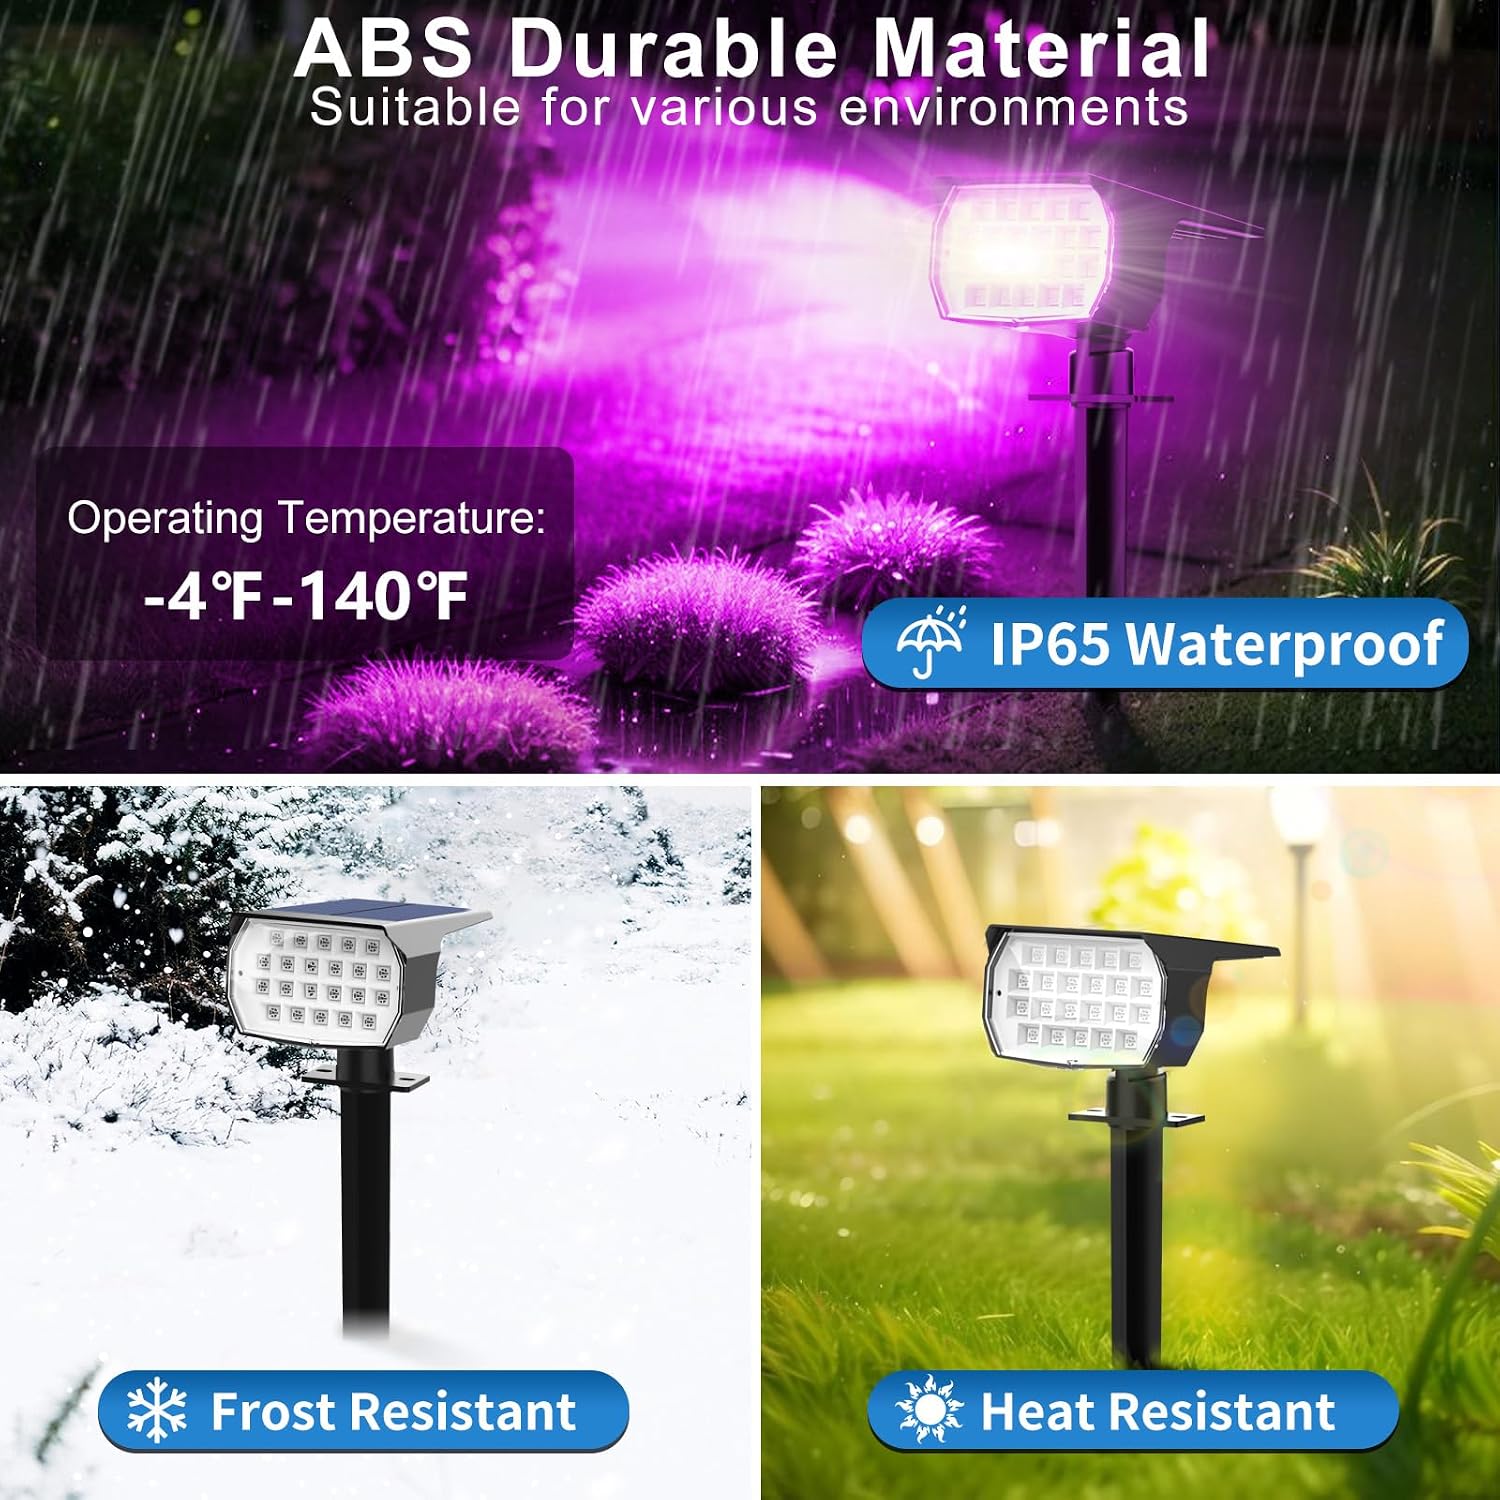 ABS Durable Material
Suitable for various environments
Operating Temperature:
-4℉-140℉
IP65 Waterproof
Frost Resistant
Heat Resistant